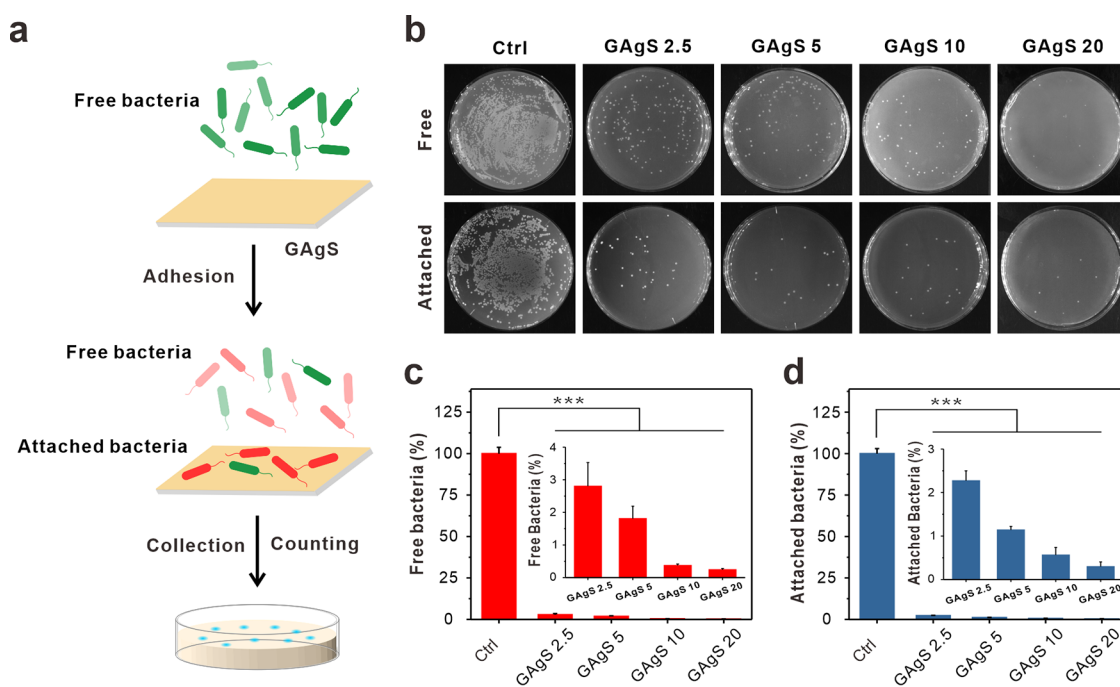 a
Free bacteria
GAgS
Adhesion
Free bacteria
Attached bacteria
Collection
Counting
b
Ctrl
GAgS 2.5
GAgS 5
GAgS 10
GAgS 20
Free
Attached
c
Free bacteria (%)
125
100
75
50
25
0
***
Free Bacteria (%)
4
3
2
1
0
GAgS 2.5
GAgS 5
GAgS 10
GAgS 20
Ctrl
GAgS 2.5
GAgS 5
GAgS 10
GAgS 20
d
Attached bacteria (%)
125
100
75
50
25
0
***
Attached Bacteria (%)
3
2
1
0
GAgS 2.5
GAgS 5
GAgS 10
GAgS 20
Ctrl
GAgS 2.5
GAgS 5
GAgS 10
GAgS 20